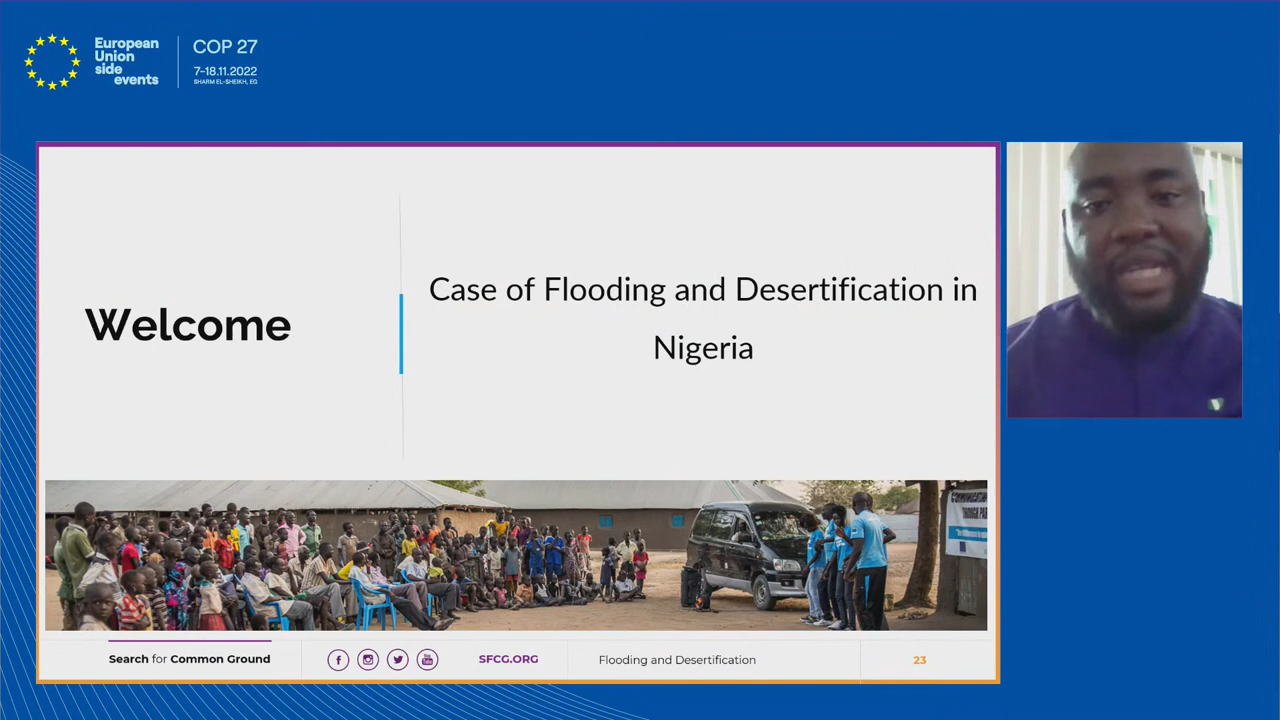 European
Union
side
events
COP 27
7-18.11.2022
SHARM EL-SHEIKH, EG
Welcome
Case of Flooding and Desertification in
Nigeria
Search for Common Ground
SFCG.ORG
Flooding and Desertification
23